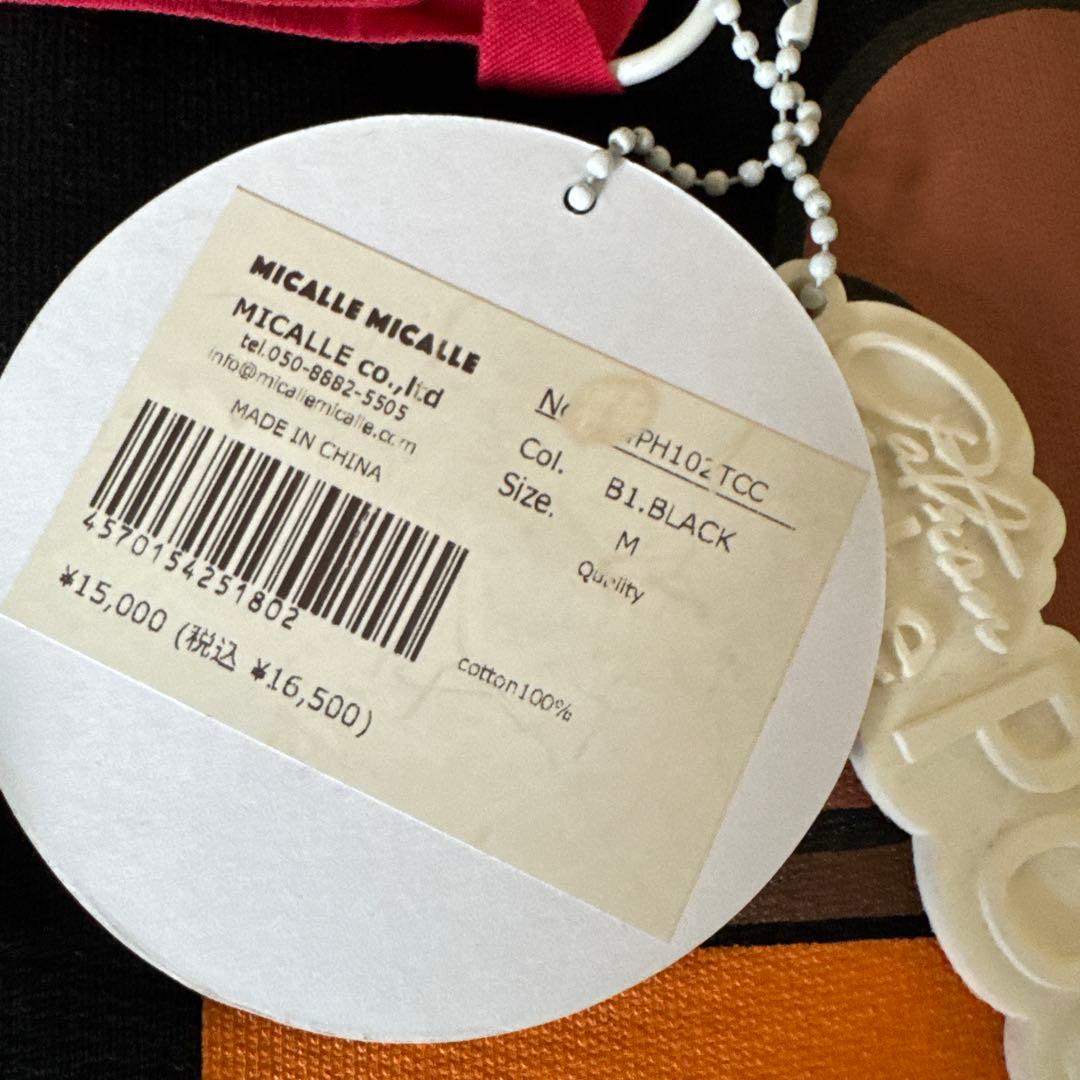 MICALLE MICALLE
MICALLE co.,ltd
tel.050-8882-5505
info@micallemicalle.com
MADE IN CHINA
4570154251802
¥15,000 (税込 ¥16,500)
PH102TCC
Col. B1.BLACK
Size. M
Quality
cotton100%